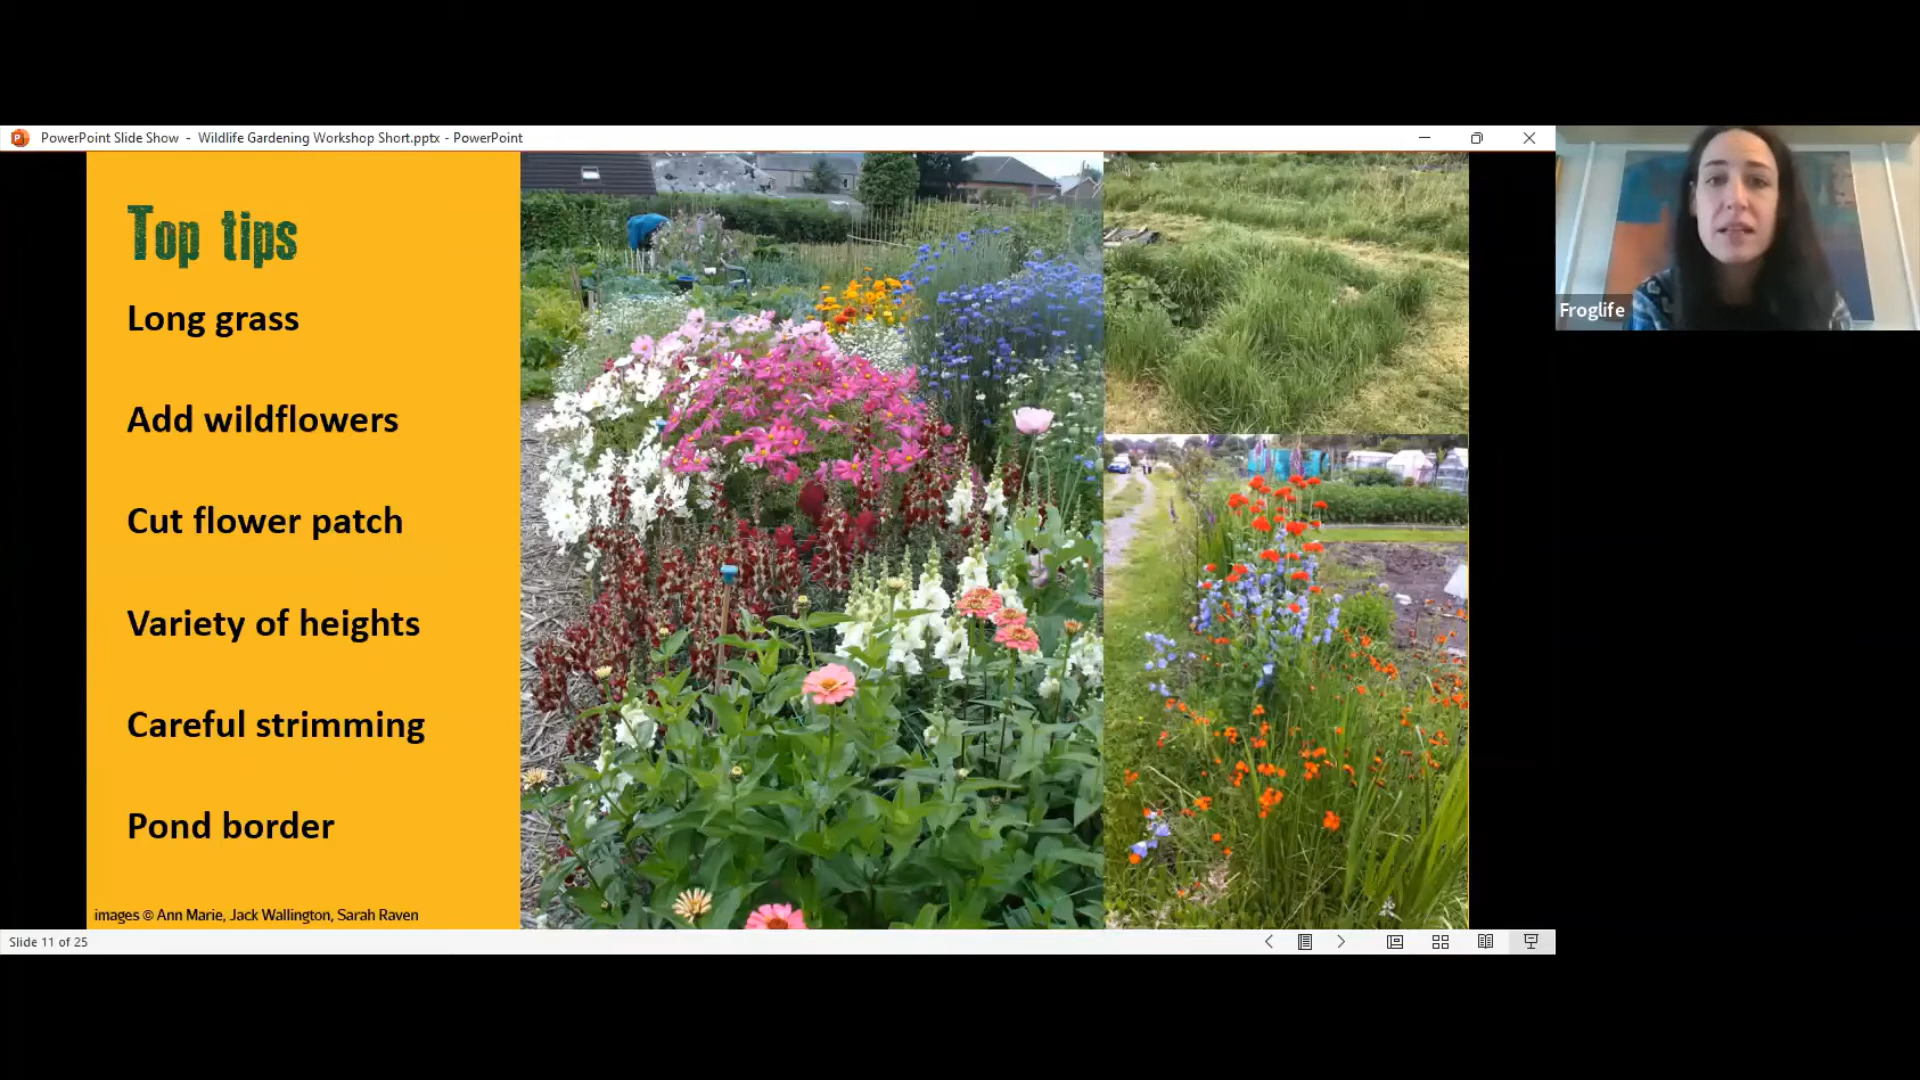 PowerPoint Slide Show - Wildlife Gardening Workshop Short.pptx - PowerPoint
Top tips
Long grass
Add wildflowers
Cut flower patch
Variety of heights
Careful strimming
Pond border
images © Ann Marie, Jack Wallington, Sarah Raven
Slide 11 of 25
Froglife